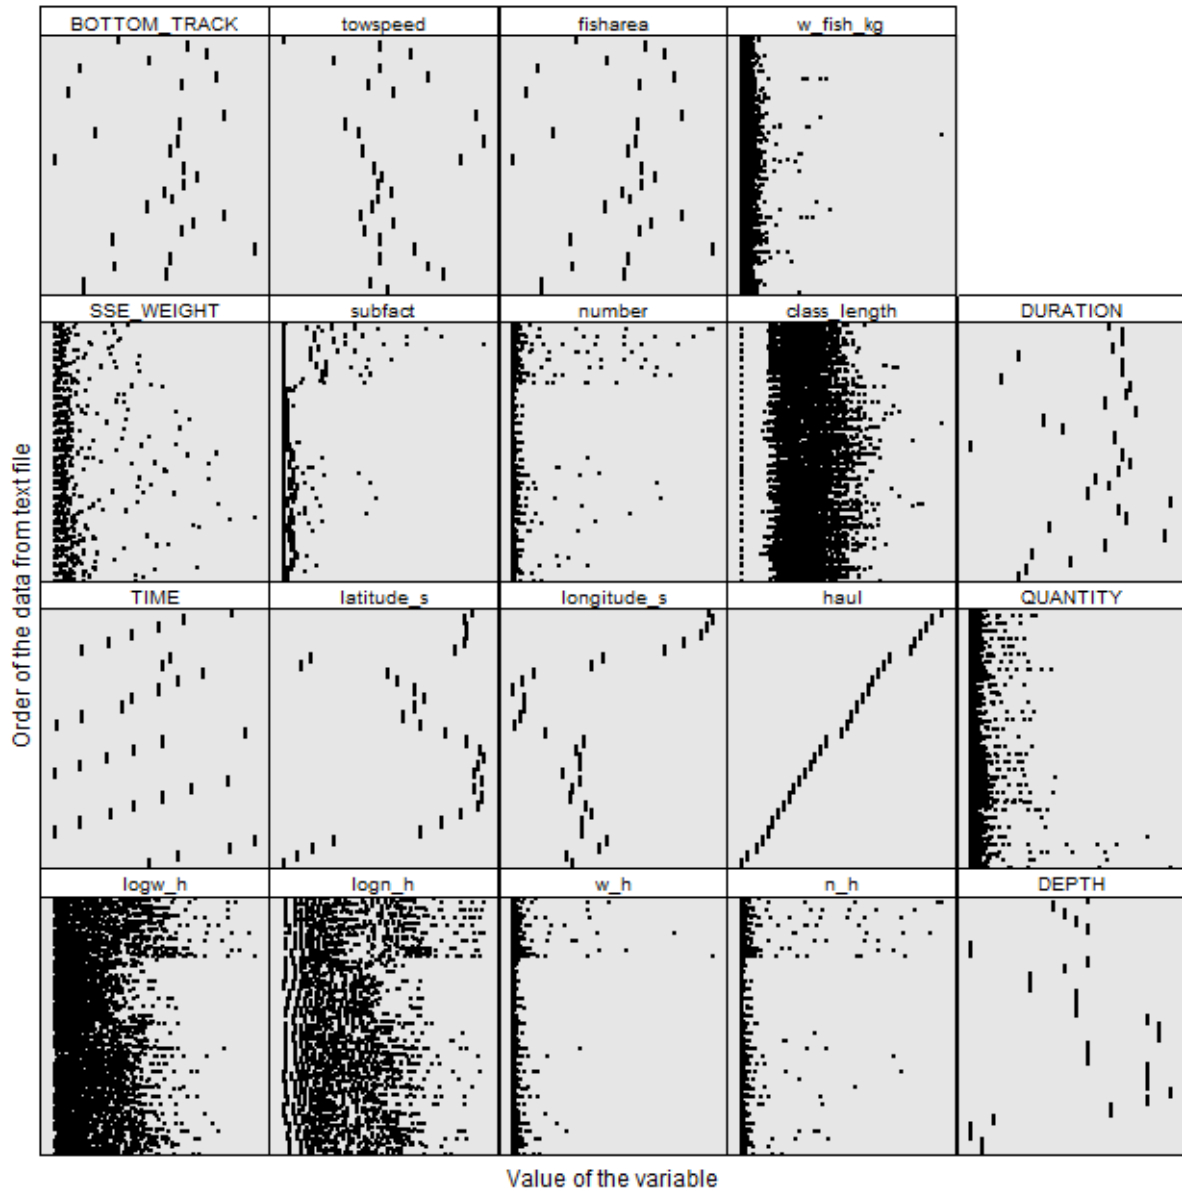 BOTTOM_TRACK towspeed fisharea w_fish_kg
SSE_WEIGHT subfact number class_length DURATION
TIME latitude_s longitude_s haul QUANTITY
logw_h logn_h w_h n_h DEPTH
Order of the data from text file
Value of the variable